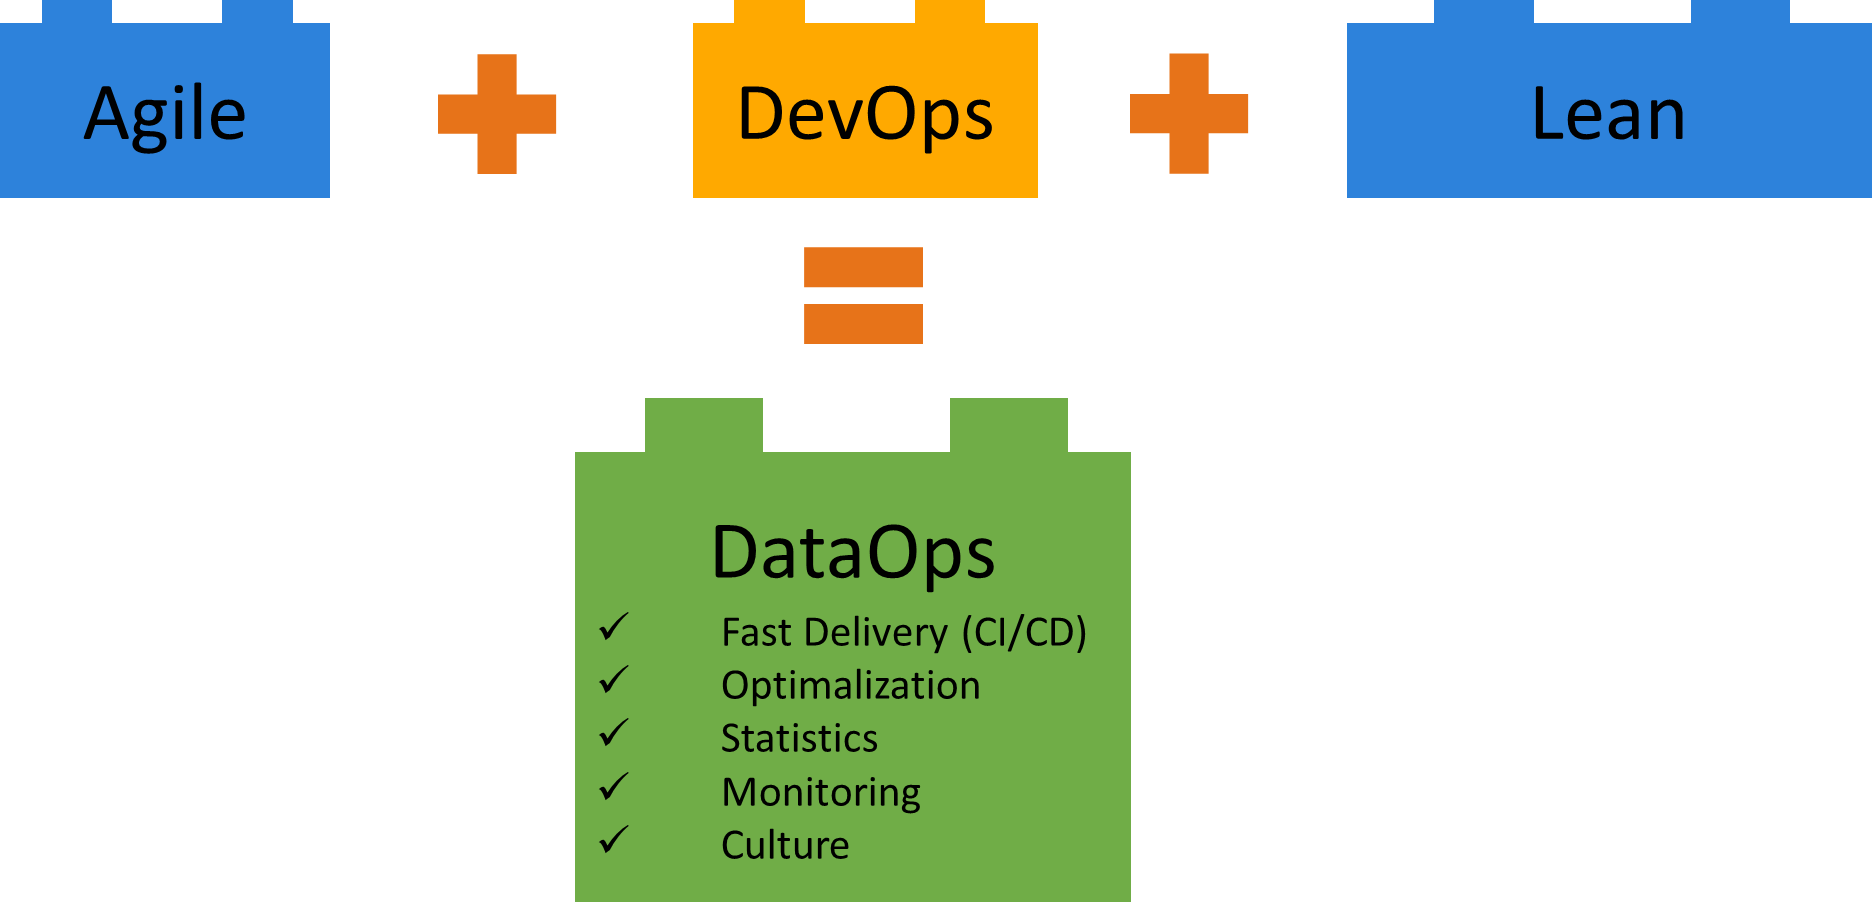 Agile
DevOps
Lean
DataOps
✓ Fast Delivery (CI/CD)
✓ Optimalization
✓ Statistics
✓ Monitoring
✓ Culture